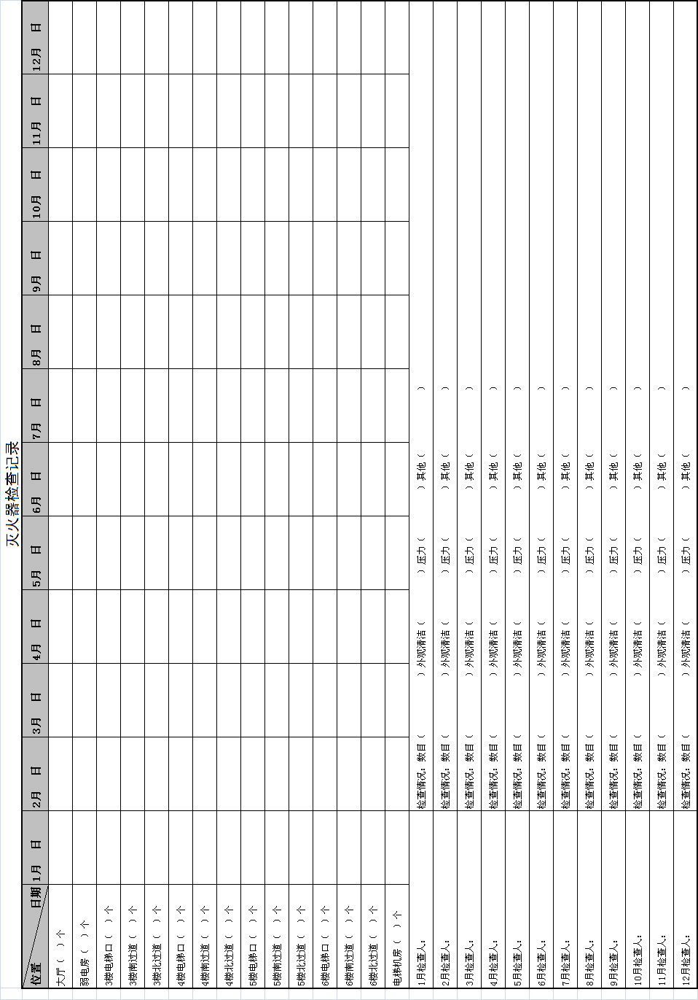 灭火器检查记录
位置 日期 1月 日 2月 日 3月 日 4月 日 5月 日 6月 日 7月 日 8月 日 9月 日 10月 日 11月 日 12月 日
大厅（ ）个
弱电房（ ）个
3楼电梯口（ ）个
3楼南过道（ ）个
3楼北过道（ ）个
4楼电梯口（ ）个
4楼南过道（ ）个
4楼北过道（ ）个
5楼电梯口（ ）个
5楼南过道（ ）个
5楼北过道（ ）个
6楼电梯口（ ）个
6楼南过道（ ）个
6楼北过道（ ）个
电梯机房（ ）个
1月检查人： 检查情况：数目（ ）外观清洁（ ）压力（ ）其他（ ）
2月检查人： 检查情况：数目（ ）外观清洁（ ）压力（ ）其他（ ）
3月检查人： 检查情况：数目（ ）外观清洁（ ）压力（ ）其他（ ）
4月检查人： 检查情况：数目（ ）外观清洁（ ）压力（ ）其他（ ）
5月检查人： 检查情况：数目（ ）外观清洁（ ）压力（ ）其他（ ）
6月检查人： 检查情况：数目（ ）外观清洁（ ）压力（ ）其他（ ）
7月检查人： 检查情况：数目（ ）外观清洁（ ）压力（ ）其他（ ）
8月检查人： 检查情况：数目（ ）外观清洁（ ）压力（ ）其他（ ）
9月检查人： 检查情况：数目（ ）外观清洁（ ）压力（ ）其他（ ）
10月检查人： 检查情况：数目（ ）外观清洁（ ）压力（ ）其他（ ）
11月检查人： 检查情况：数目（ ）外观清洁（ ）压力（ ）其他（ ）
12月检查人： 检查情况：数目（ ）外观清洁（ ）压力（ ）其他（ ）